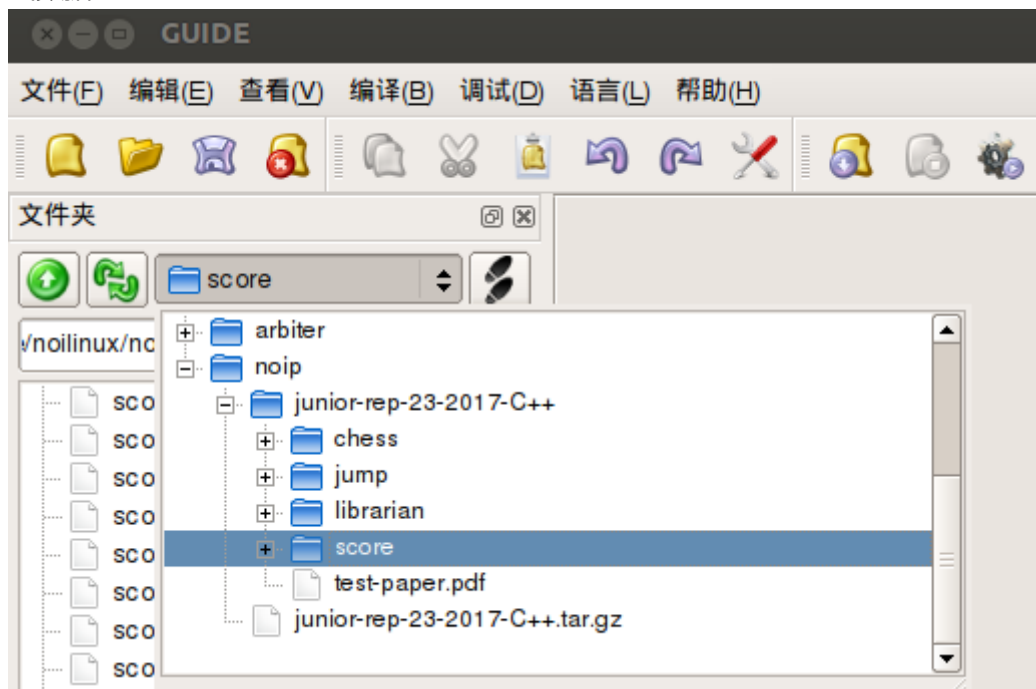 GUIDE
文件(F) 编辑(E) 查看(V) 编译(B) 调试(D) 语言(L) 帮助(H)
文件夹
score
/noilinux/no
arbiter
noip
junior-rep-23-2017-C++
chess
jump
librarian
score
test-paper.pdf
junior-rep-23-2017-C++.tar.gz
sco
sco
sco
sco
sco
sco
sco
sco